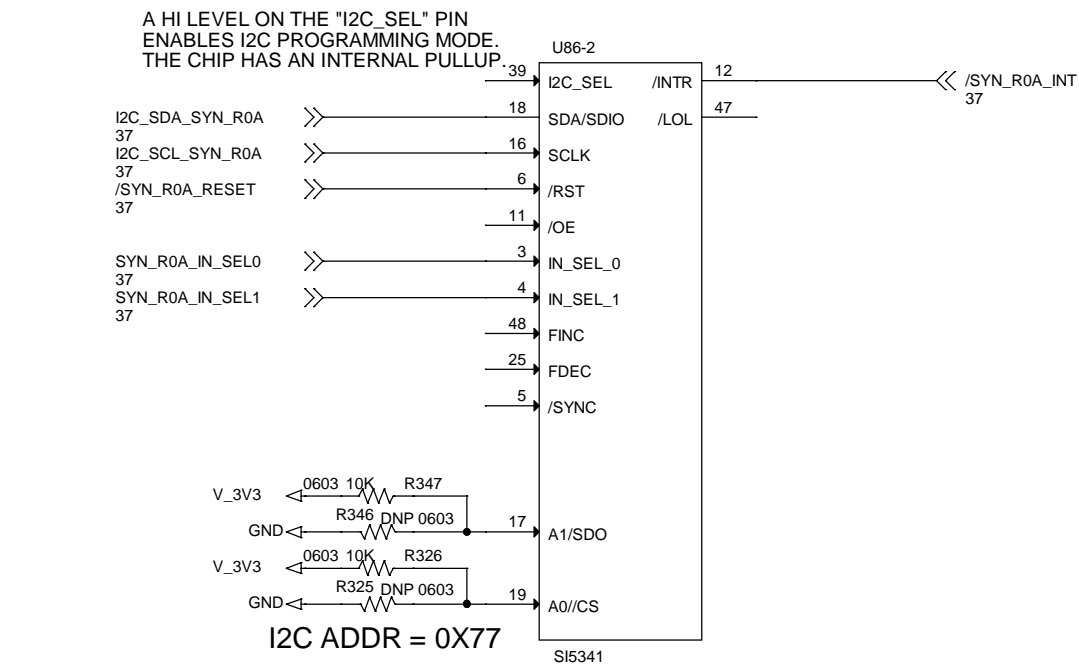 A HI LEVEL ON THE "I2C_SEL" PIN
ENABLES I2C PROGRAMMING MODE.
THE CHIP HAS AN INTERNAL PULLUP.
U86-2
39 I2C_SEL /INTR 12 /SYN_R0A_INT
37
I2C_SDA_SYN_R0A 18 SDA/SDIO /LOL 47
37
I2C_SCL_SYN_R0A 16 SCLK
37
/SYN_R0A_RESET 6 /RST
37
11 /OE
SYN_R0A_IN_SEL0 3 IN_SEL_0
37
SYN_R0A_IN_SEL1 4 IN_SEL_1
37
48 FINC
25 FDEC
5 /SYNC
V_3V3 0603 10K R347
GND R346 DNP 0603 17 A1/SDO
V_3V3 0603 10K R326
GND R325 DNP 0603 19 A0//CS
I2C ADDR = 0X77
SI5341